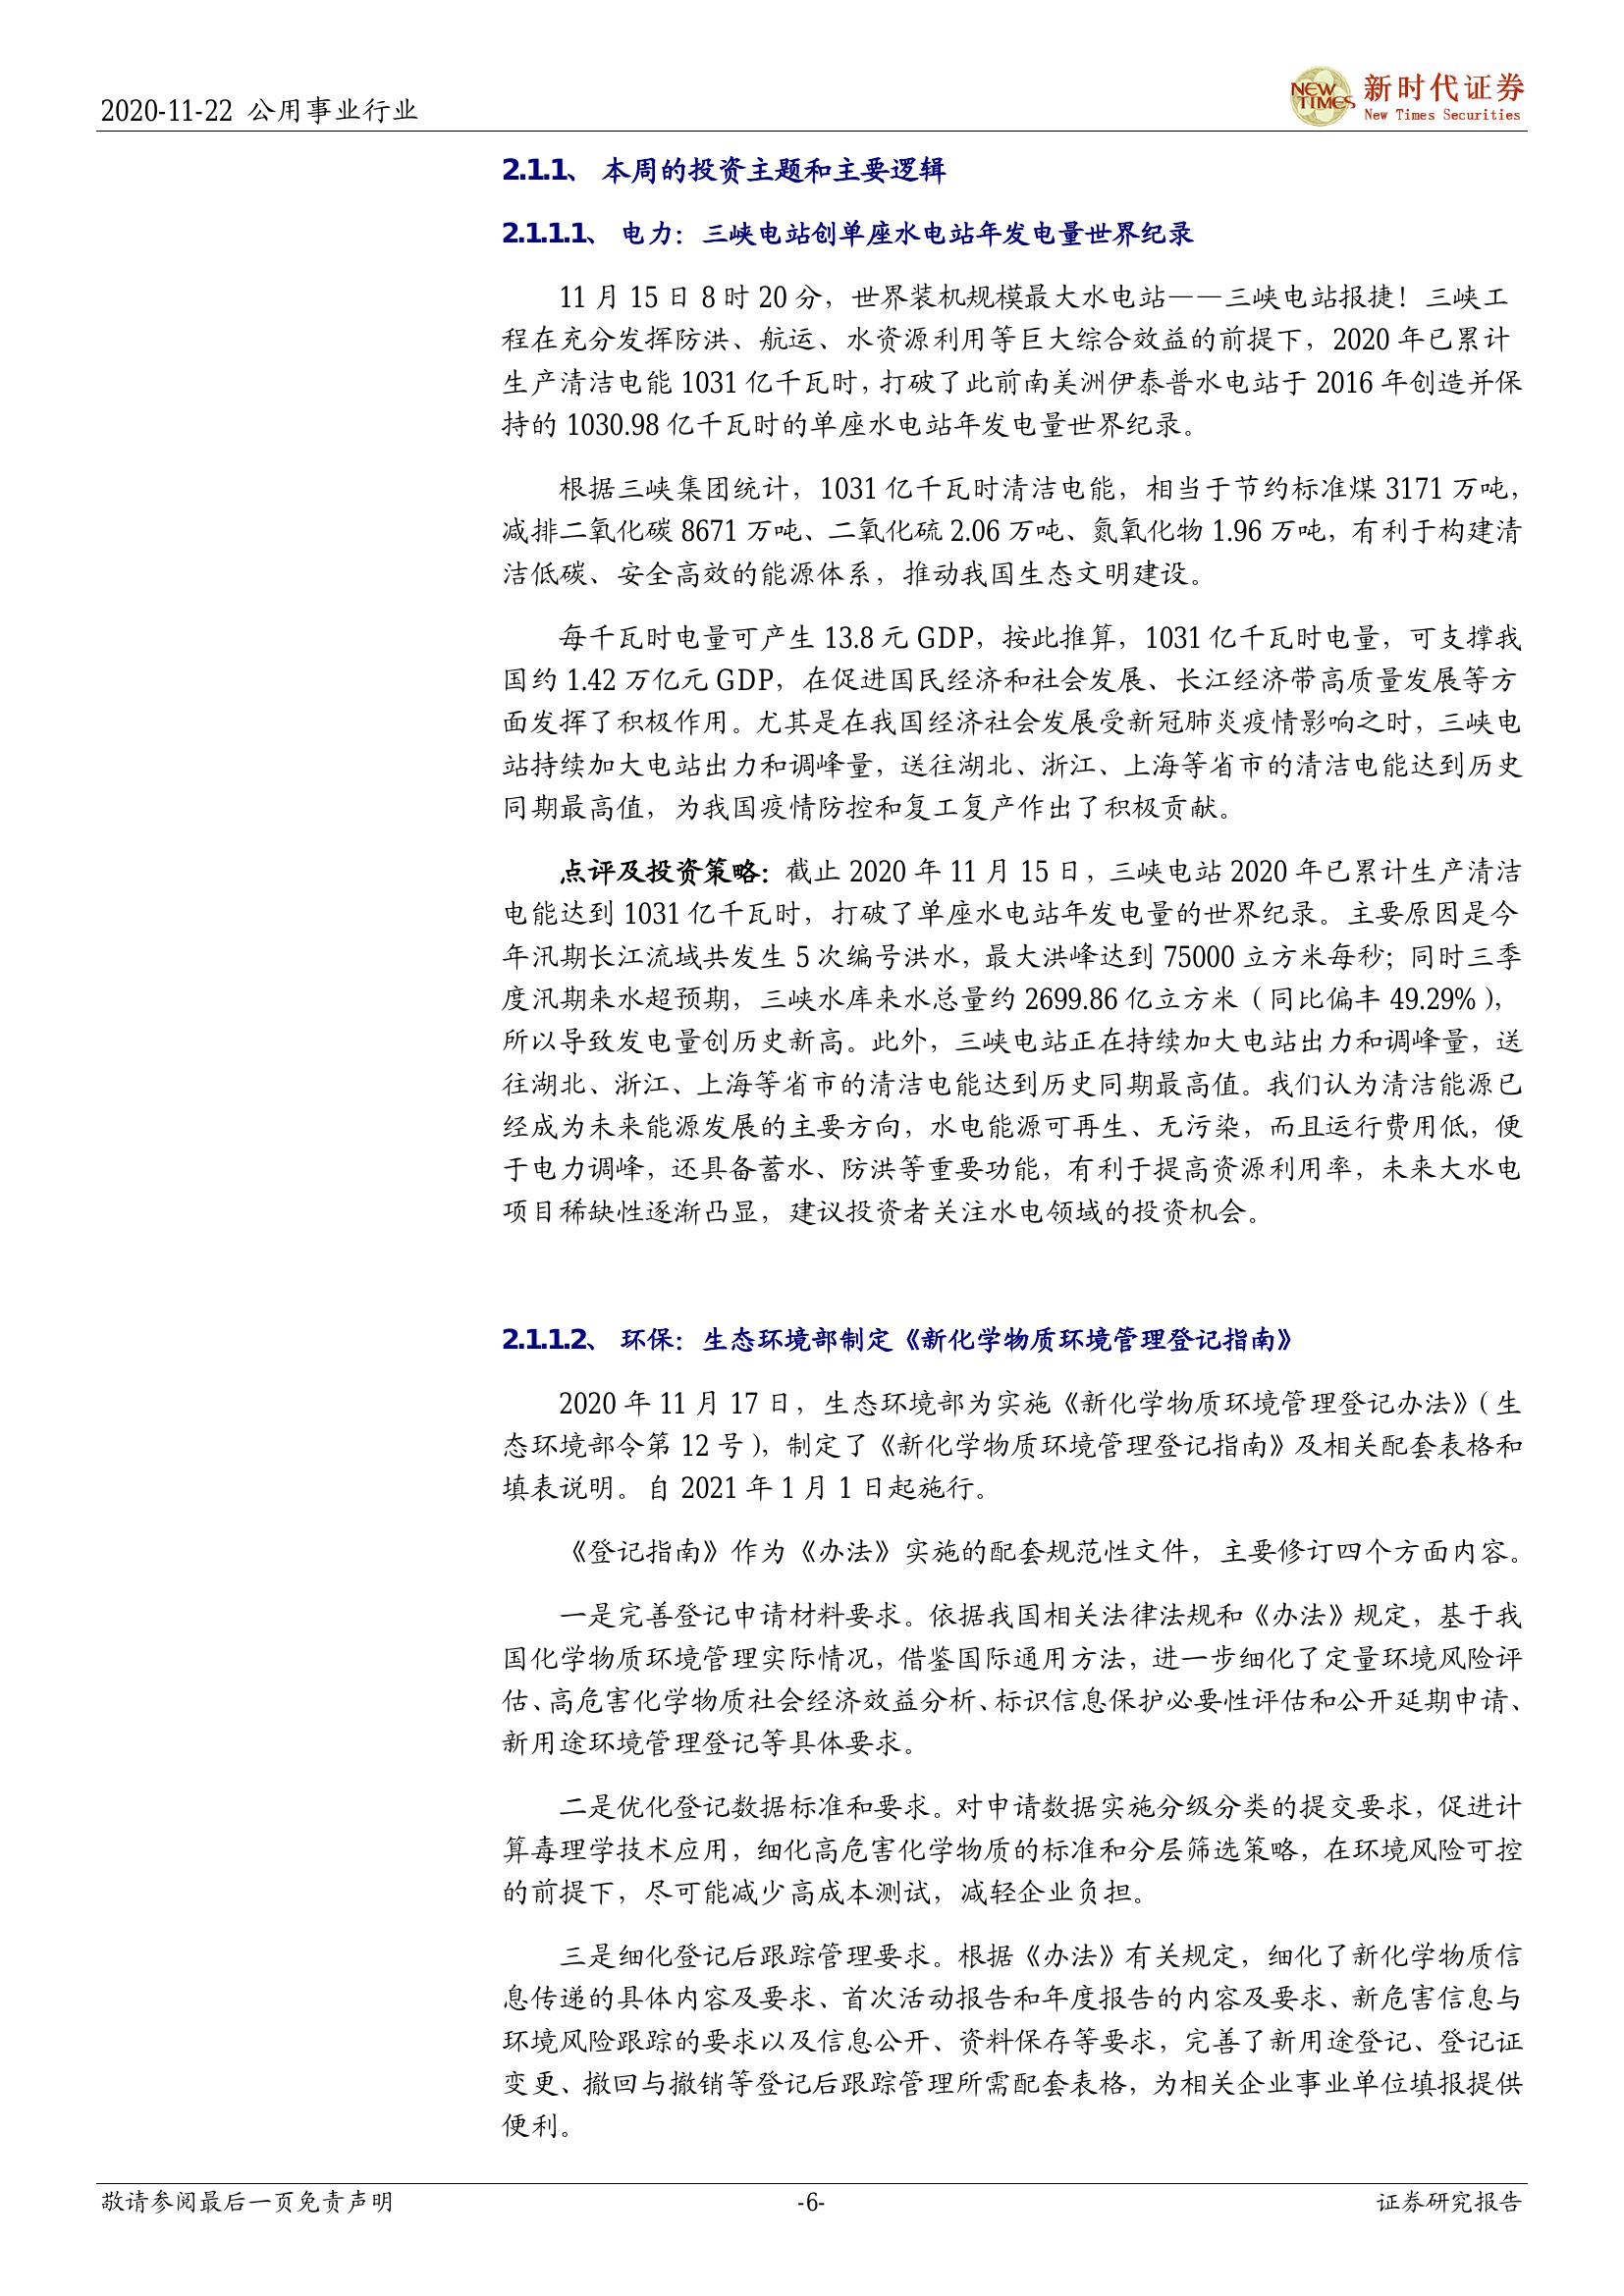 2020-11-22 公用事业行业
NEW TIMES 新时代证券
New Times Securities
2.1.1、 本周的投资主题和主要逻辑
2.1.1.1、 电力：三峡电站创单座水电站年发电量世界纪录
11 月 15 日 8 时 20 分，世界装机规模最大水电站——三峡电站报捷！三峡工
程在充分发挥防洪、航运、水资源利用等巨大综合效益的前提下，2020 年已累计
生产清洁电能 1031 亿千瓦时，打破了此前南美洲伊泰普水电站于 2016 年创造并保
持的 1030.98 亿千瓦时的单座水电站年发电量世界纪录。
根据三峡集团统计，1031 亿千瓦时清洁电能，相当于节约标准煤 3171 万吨，
减排二氧化碳 8671 万吨、二氧化硫 2.06 万吨、氮氧化物 1.96 万吨，有利于构建清
洁低碳、安全高效的能源体系，推动我国生态文明建设。
每千瓦时电量可产生 13.8 元 GDP，按此推算，1031 亿千瓦时电量，可支撑我
国约 1.42 万亿元 GDP，在促进国民经济和社会发展、长江经济带高质量发展等方
面发挥了积极作用。尤其是在我国经济社会发展受新冠肺炎疫情影响之时，三峡电
站持续加大电站出力和调峰量，送往湖北、浙江、上海等省市的清洁电能达到历史
同期最高值，为我国疫情防控和复工复产作出了积极贡献。
点评及投资策略：截止 2020 年 11 月 15 日，三峡电站 2020 年已累计生产清洁
电能达到 1031 亿千瓦时，打破了单座水电站年发电量的世界纪录。主要原因是今
年汛期长江流域共发生 5 次编号洪水，最大洪峰达到 75000 立方米每秒；同时三季
度汛期来水超预期，三峡水库来水总量约 2699.86 亿立方米（同比偏丰 49.29%），
所以导致发电量创历史新高。此外，三峡电站正在持续加大电站出力和调峰量，送
往湖北、浙江、上海等省市的清洁电能达到历史同期最高值。我们认为清洁能源已
经成为未来能源发展的主要方向，水电能源可再生、无污染，而且运行费用低，便
于电力调峰，还具备蓄水、防洪等重要功能，有利于提高资源利用率，未来大水电
项目稀缺性逐渐凸显，建议投资者关注水电领域的投资机会。
2.1.1.2、 环保：生态环境部制定《新化学物质环境管理登记指南》
2020 年 11 月 17 日，生态环境部为实施《新化学物质环境管理登记办法》（生
态环境部令第 12 号），制定了《新化学物质环境管理登记指南》及相关配套表格和
填表说明。自 2021 年 1 月 1 日起施行。
《登记指南》作为《办法》实施的配套规范性文件，主要修订四个方面内容。
一是完善登记申请材料要求。依据我国相关法律法规和《办法》规定，基于我
国化学物质环境管理实际情况，借鉴国际通用方法，进一步细化了定量环境风险评
估、高危害化学物质社会经济效益分析、标识信息保护必要性评估和公开延期申请、
新用途环境管理登记等具体要求。
二是优化登记数据标准和要求。对申请数据实施分级分类的提交要求，促进计
算毒理学技术应用，细化高危害化学物质的标准和分层筛选策略，在环境风险可控
的前提下，尽可能减少高成本测试，减轻企业负担。
三是细化登记后跟踪管理要求。根据《办法》有关规定，细化了新化学物质信
息传递的具体内容及要求、首次活动报告和年度报告的内容及要求、新危害信息与
环境风险跟踪的要求以及信息公开、资料保存等要求，完善了新用途登记、登记证
变更、撤回与撤销等登记后跟踪管理所需配套表格，为相关企业事业单位填报提供
便利。
敬请参阅最后一页免责声明 -6- 证券研究报告